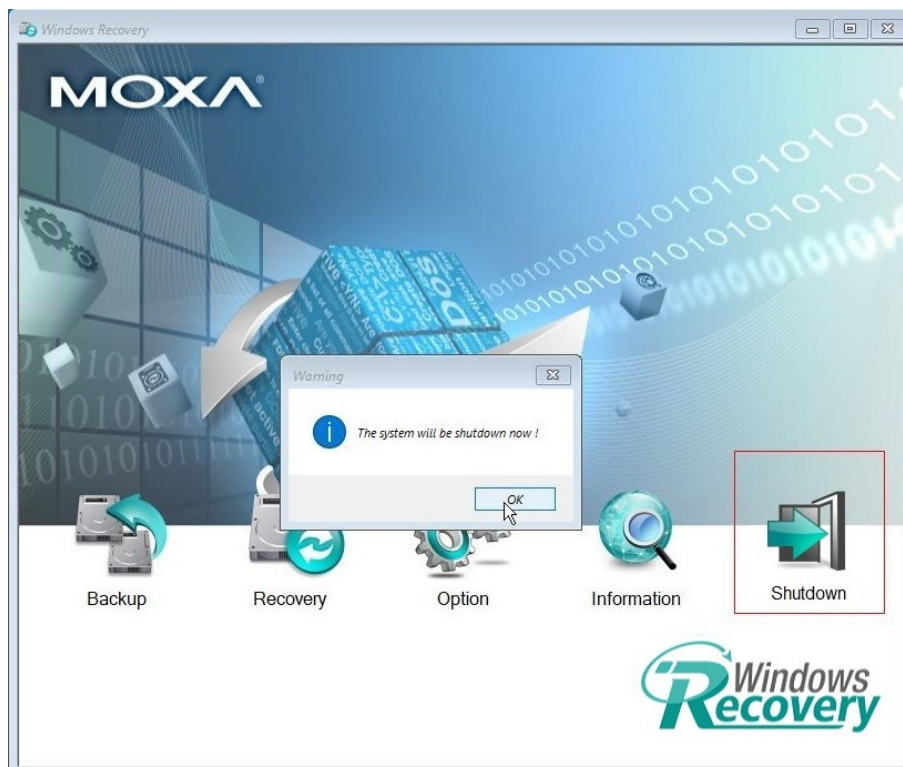 Windows Recovery
MOXA®
Warning
The system will be shutdown now !
OK
Backup
Recovery
Option
Information
Shutdown
Windows
Recovery